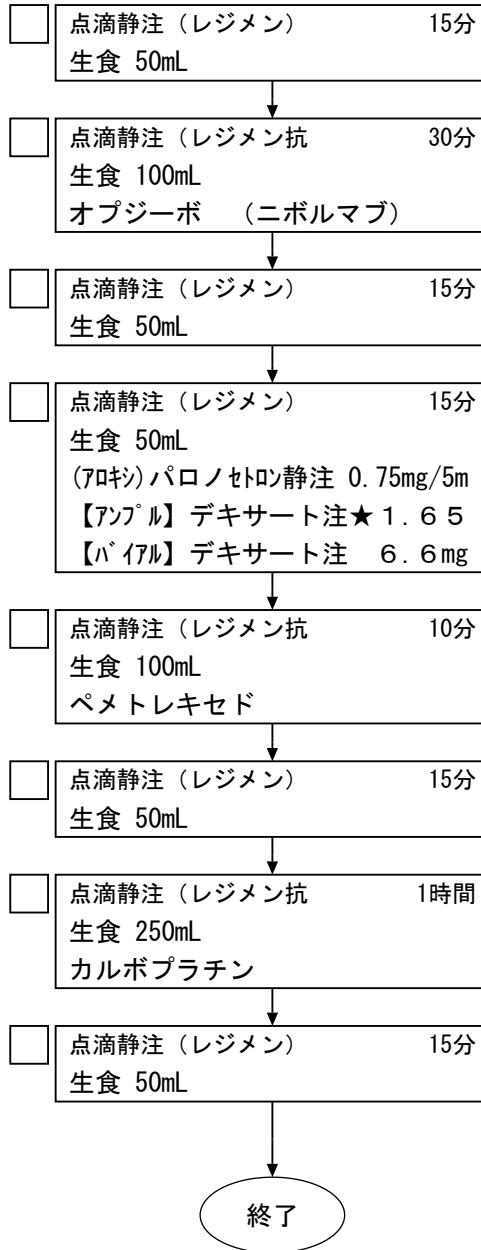 点滴静注（レジメン） 15分
生食 50mL
点滴静注（レジメン抗 30分
生食 100mL
オプジーボ （ニボルマブ）
点滴静注（レジメン） 15分
生食 50mL
点滴静注（レジメン） 15分
生食 50mL
(ｱﾛｷｼ)パロノｾﾄﾛﾝ静注 0.75mg/5m
【ｱﾝﾌﾟﾙ】デキサート注★１.６５
【ﾊﾞｲｱﾙ】デキサート注 ６.６㎎
点滴静注（レジメン抗 10分
生食 100mL
ペメトレキセド
点滴静注（レジメン） 15分
生食 50mL
点滴静注（レジメン抗 1時間
生食 250mL
カルボプラチン
点滴静注（レジメン） 15分
生食 50mL
終了